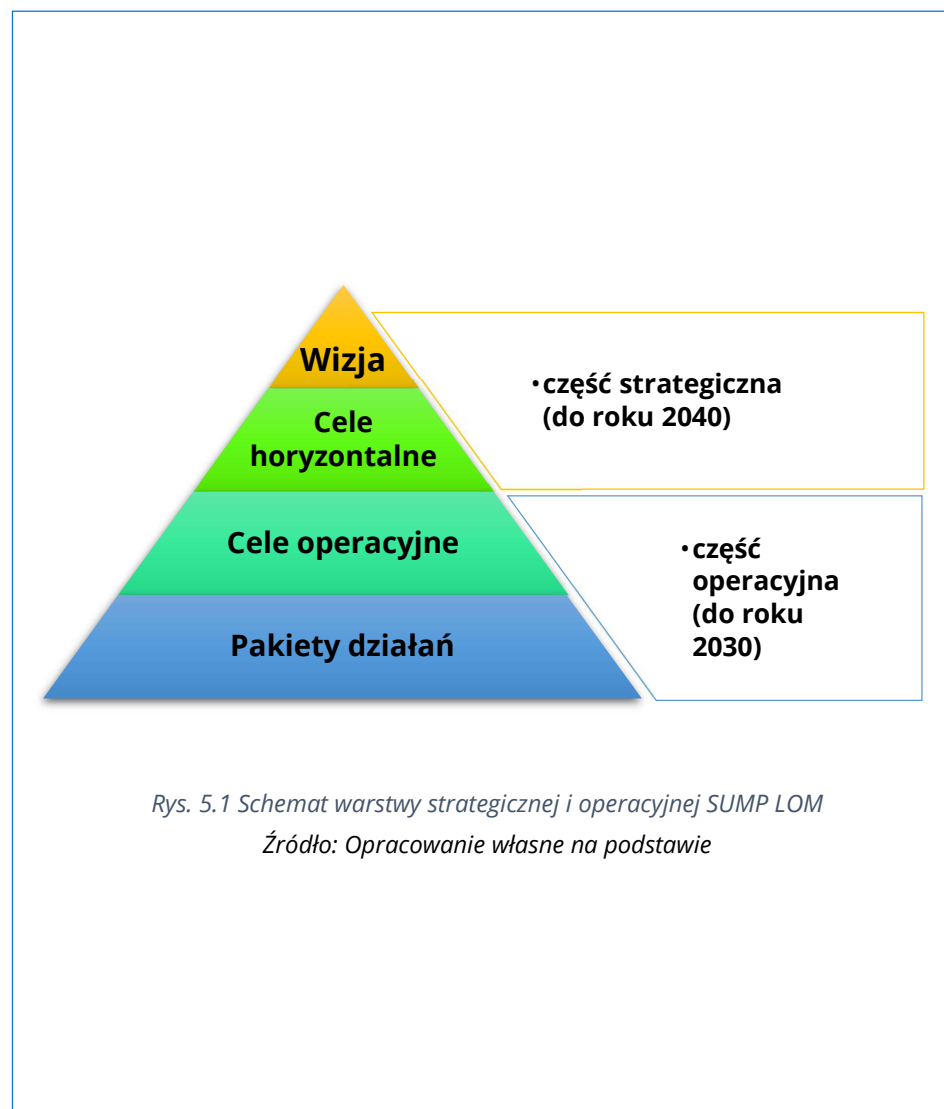 Wizja
Cele
horyzontalne
Cele operacyjne
Pakiety działań
•część strategiczna
(do roku 2040)
•część
operacyjna
(do roku
2030)
Rys. 5.1 Schemat warstwy strategicznej i operacyjnej SUMP LOM
Źródło: Opracowanie własne na podstawie